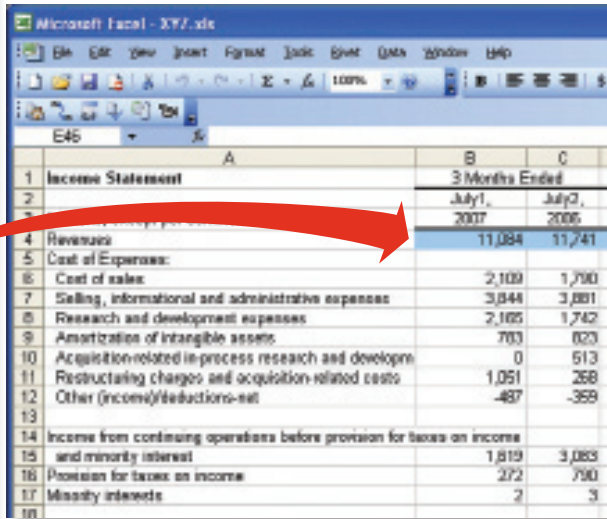 Microsoft Excel - XYZ.xls
File Edit View Insert Format Tools Data Window Help
100% B $
E46 fx
A B C
1 Income Statement 3 Months Ended
2 July1, July2,
2007 2006
4 Revenues 11,084 11,741
5 Cost of Expenses:
6 Cost of sales 2,109 1,790
7 Selling, informational and administrative expenses 3,844 3,881
8 Research and development expenses 2,165 1,742
9 Amortization of intangible assets 783 823
10 Acquisition-related in-process research and developm 0 513
11 Restructuring charges and acquisition-related costs 1,051 268
12 Other (income)/deductions-net -487 -359
13
14 Income from continuing operations before provision for taxes on income
15 and minority interest 1,819 3,083
16 Provision for taxes on income 272 790
17 Minority interests 2 3
18